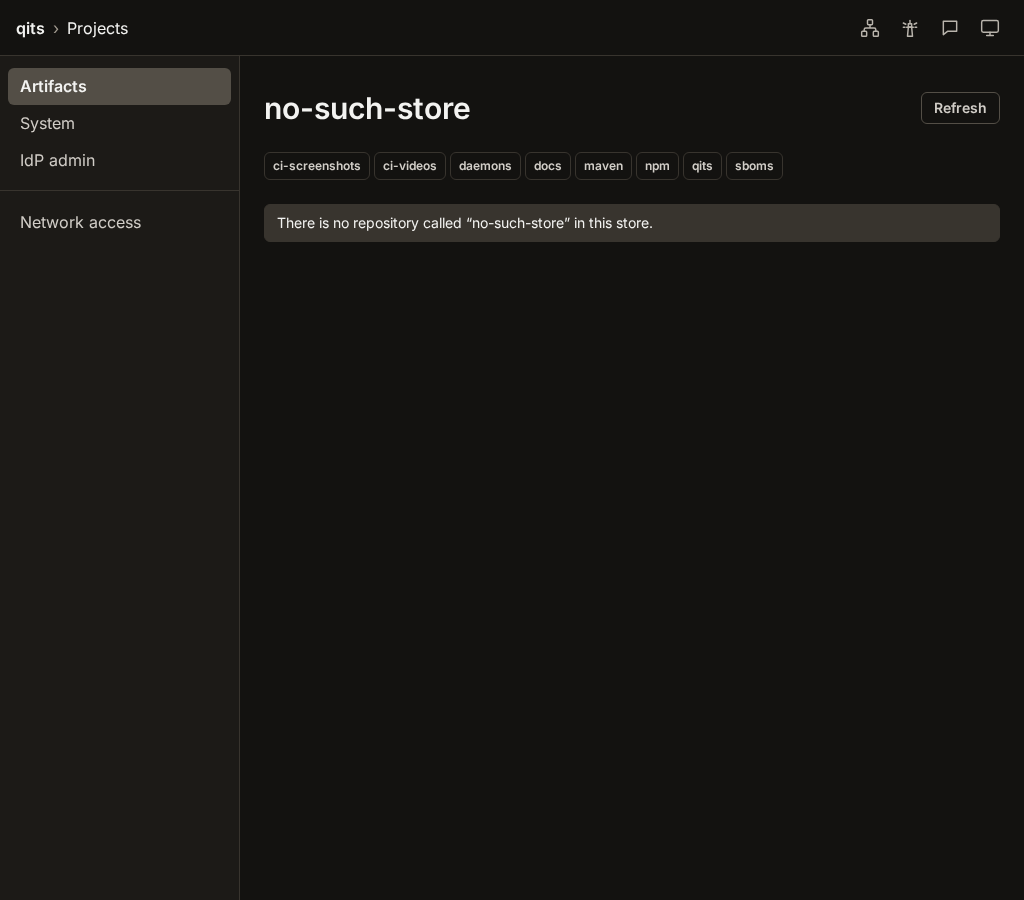 qits › Projects
Artifacts
System
IdP admin
Network access
no-such-store
Refresh
ci-screenshots ci-videos daemons docs maven npm qits sboms
There is no repository called “no-such-store” in this store.